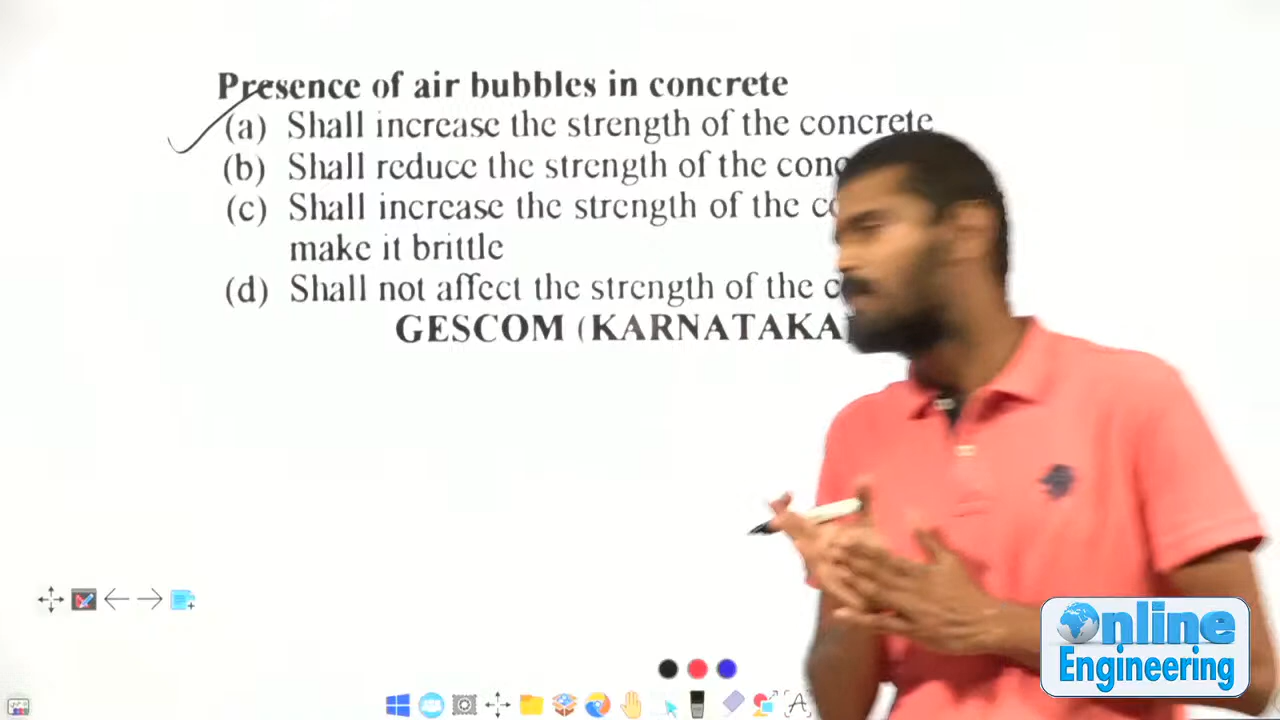 Presence of air bubbles in concrete
(a) Shall increase the strength of the concrete
(b) Shall reduce the strength of the
(c) Shall increase the strength of the
make it brittle
(d) Shall not affect the strength of the
GESCOM (KARNATAKA)
Online
Engineering